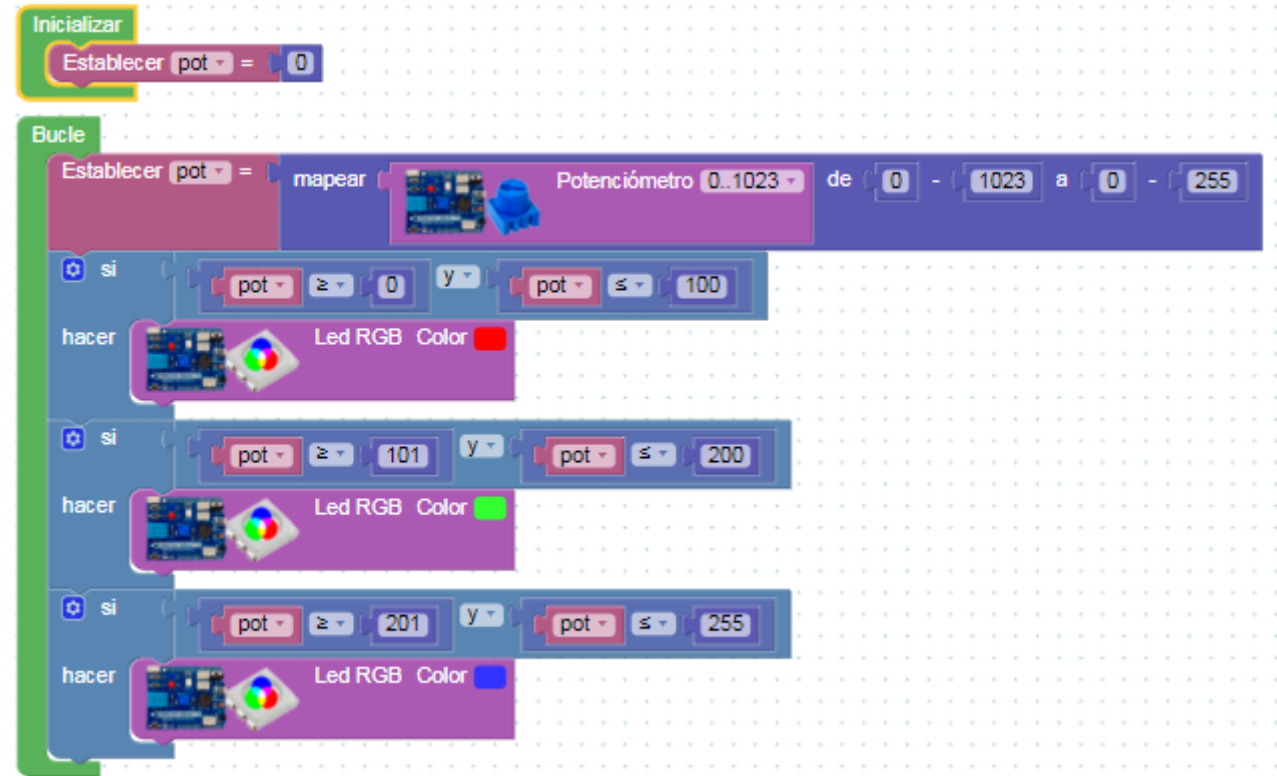 Inicializar
Establecer pot = 0
Bucle
Establecer pot = mapear Potenciómetro 0..1023 de 0 - 1023 a 0 - 255
si pot ≥ 0 y pot ≤ 100
hacer Led RGB Color
si pot ≥ 101 y pot ≤ 200
hacer Led RGB Color
si pot ≥ 201 y pot ≤ 255
hacer Led RGB Color